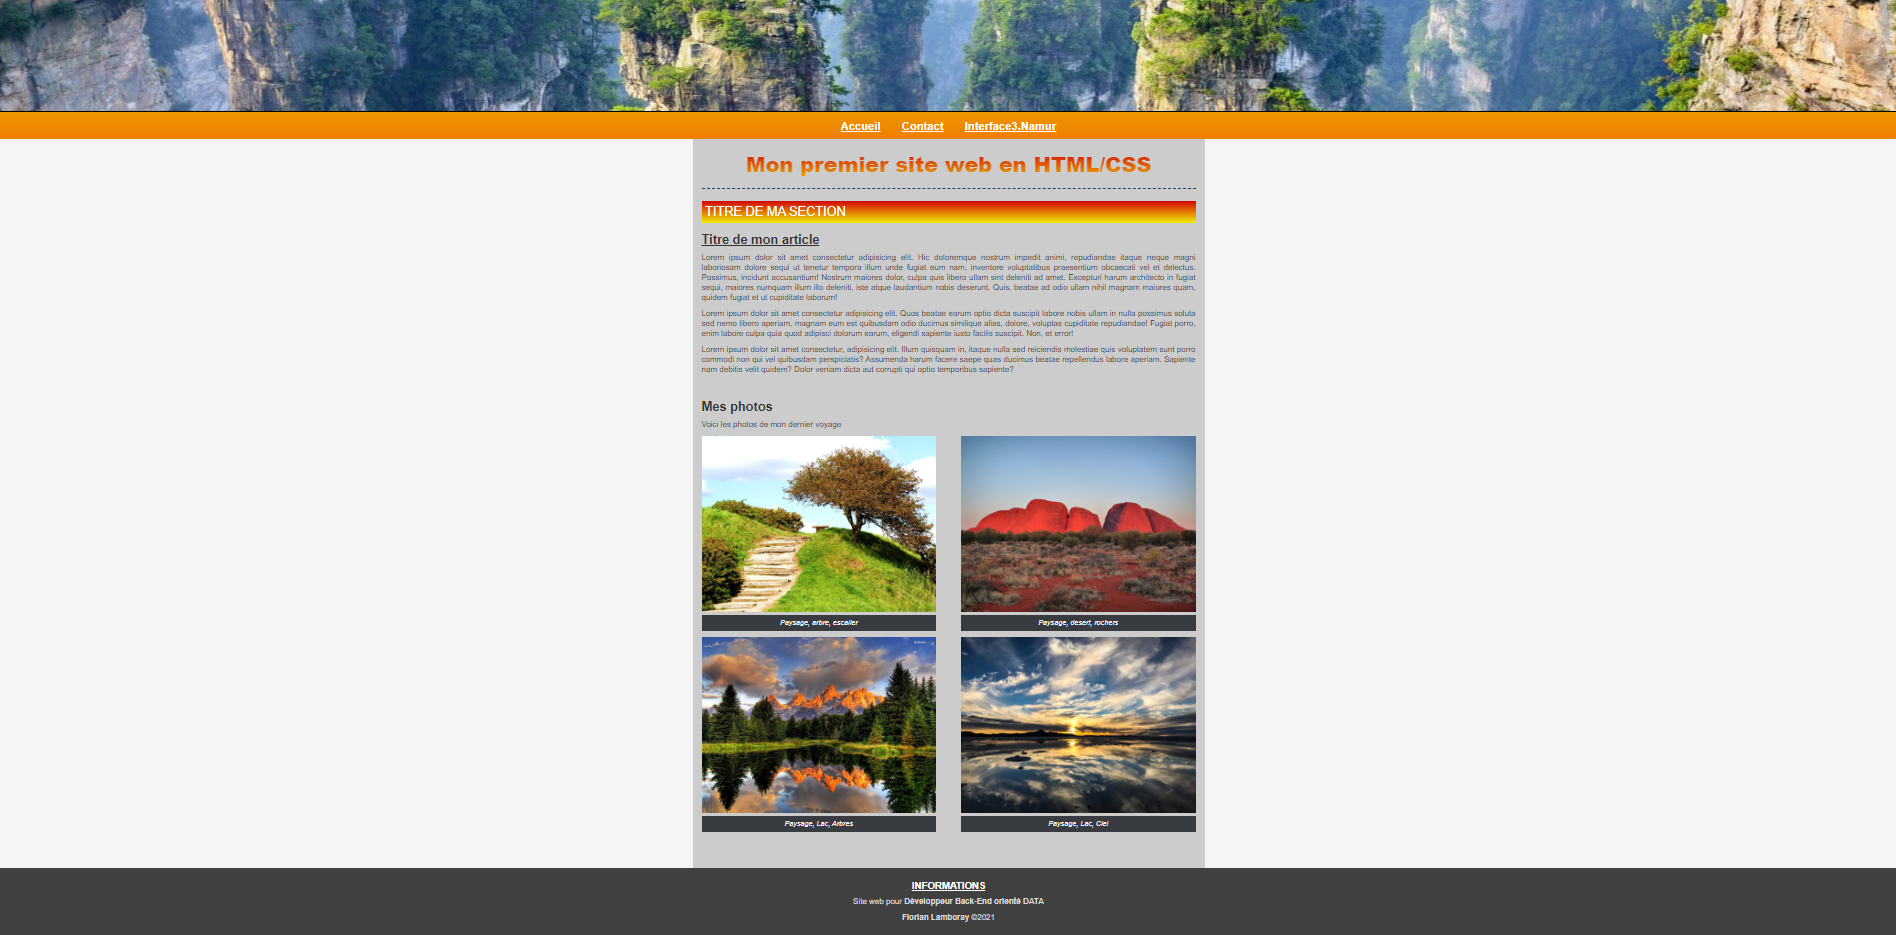 Accueil Contact Interface3.Namur
Mon premier site web en HTML/CSS
TITRE DE MA SECTION
Titre de mon article
Lorem ipsum dolor sit amet consectetur adipisicing elit. Hic doloremque nostrum impedit animi, repudiandae itaque neque magni
laboriosam dolore sequi ut tenetur tempora illum unde fugiat eum nam, inventore voluptatibus praesentium obcaecati vel et delectus.
Possimus, incidunt accusantium! Nostrum maiores dolor, culpa quis libero ullam sint deleniti ad amet. Excepturi harum architecto in fugiat
sequi, maiores numquam illum illo deleniti, iste atque laudantium nobis deserunt. Quis, beatae ad odio ullam nihil magnam maiores quam,
quidem fugiat et ut cupiditate laborum!
Lorem ipsum dolor sit amet consectetur adipisicing elit. Quos beatae earum optio dicta suscipit labore nobis ullam in nulla possimus soluta
sed nemo libero aperiam, magnam eum est quibusdam odio ducimus similique alias, dolore, voluptas cupiditate repudiandae! Fugiat porro,
enim labore culpa quia quod adipisci dolorum earum, eligendi sapiente iusto facilis suscipit. Non, et error!
Lorem ipsum dolor sit amet consectetur, adipisicing elit. Illum quisquam in, itaque nulla sed reiciendis molestiae quis voluptatem sunt porro
commodi non qui vel quibusdam perspiciatis? Assumenda harum facere saepe quas ducimus beatae repellendus labore aperiam. Sapiente
nam debitis velit quidem? Dolor veniam dicta aut corrupti qui optio temporibus sapiente?
Mes photos
Voici les photos de mon dernier voyage
Paysage, arbre, escalier
Paysage, desert, rochers
Paysage, Lac, Arbres
Paysage, Lac, Ciel
INFORMATIONS
Site web pour Développeur Back-End orienté DATA
Florian Lamboray ©2021